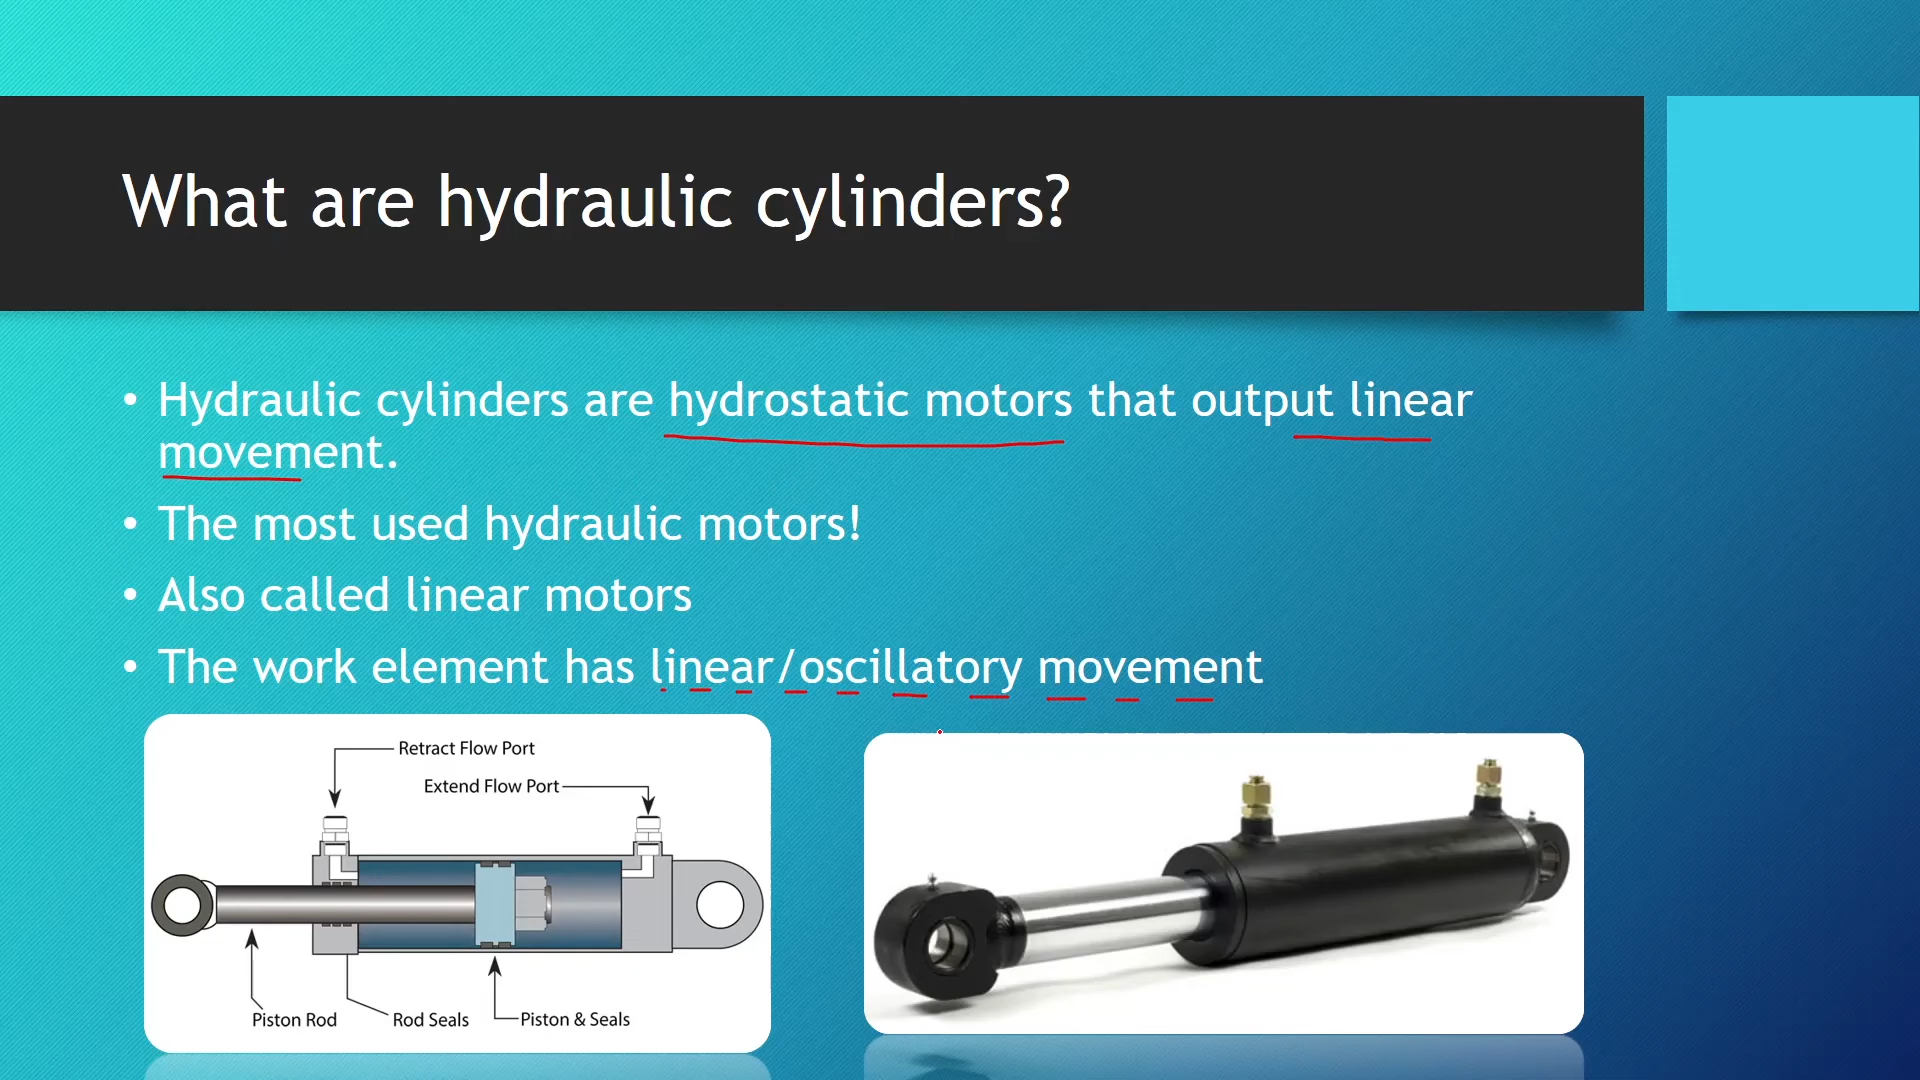 What are hydraulic cylinders?
• Hydraulic cylinders are hydrostatic motors that output linear
movement.
• The most used hydraulic motors!
• Also called linear motors
• The work element has linear/oscillatory movement
Retract Flow Port
Extend Flow Port
Piston Rod
Rod Seals
Piston & Seals